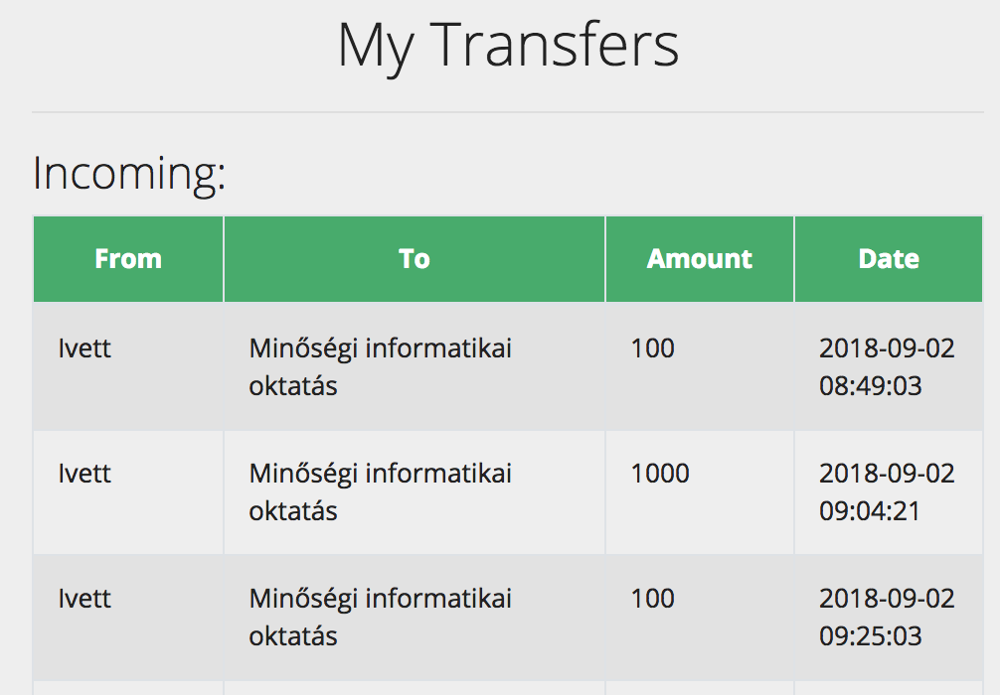 My Transfers
Incoming:
From To Amount Date
Ivett Minőségi informatikai 100 2018-09-02
oktatás 08:49:03
Ivett Minőségi informatikai 1000 2018-09-02
oktatás 09:04:21
Ivett Minőségi informatikai 100 2018-09-02
oktatás 09:25:03